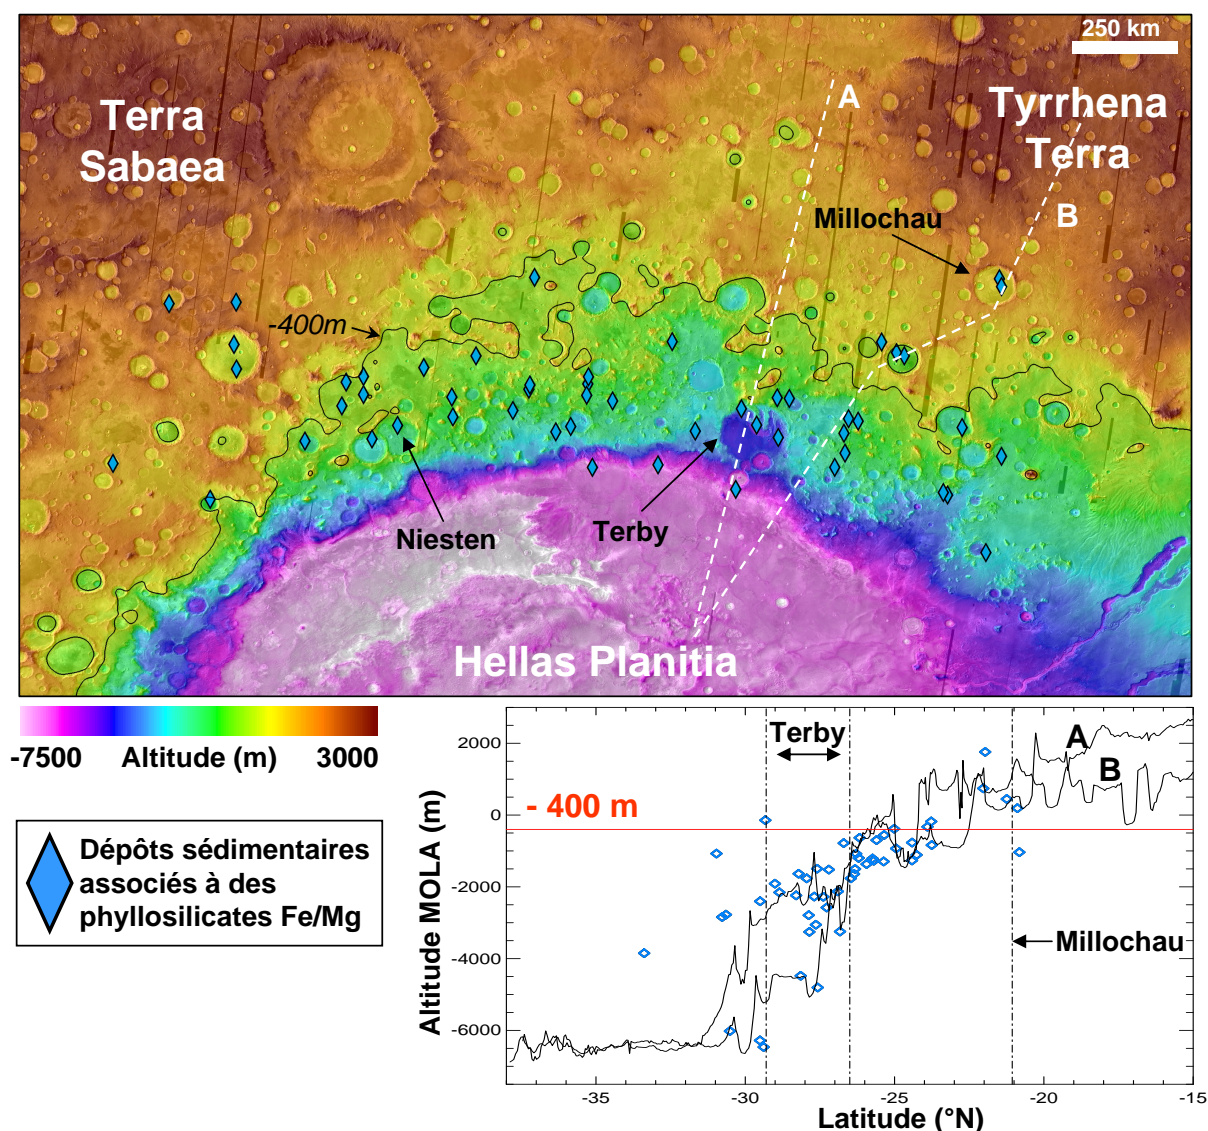 250 km
Terra
Sabaea
A
Tyrrhena
Terra
B
Millochau
-400m
Niesten
Terby
Hellas Planitia
-7500 Altitude (m) 3000
Dépôts sédimentaires
associés à des
phyllosilicates Fe/Mg
Terby
A
B
- 400 m
Millochau
2000
0
-2000
-4000
-6000
Altitude MOLA (m)
-35 -30 -25 -20 -15
Latitude (°N)